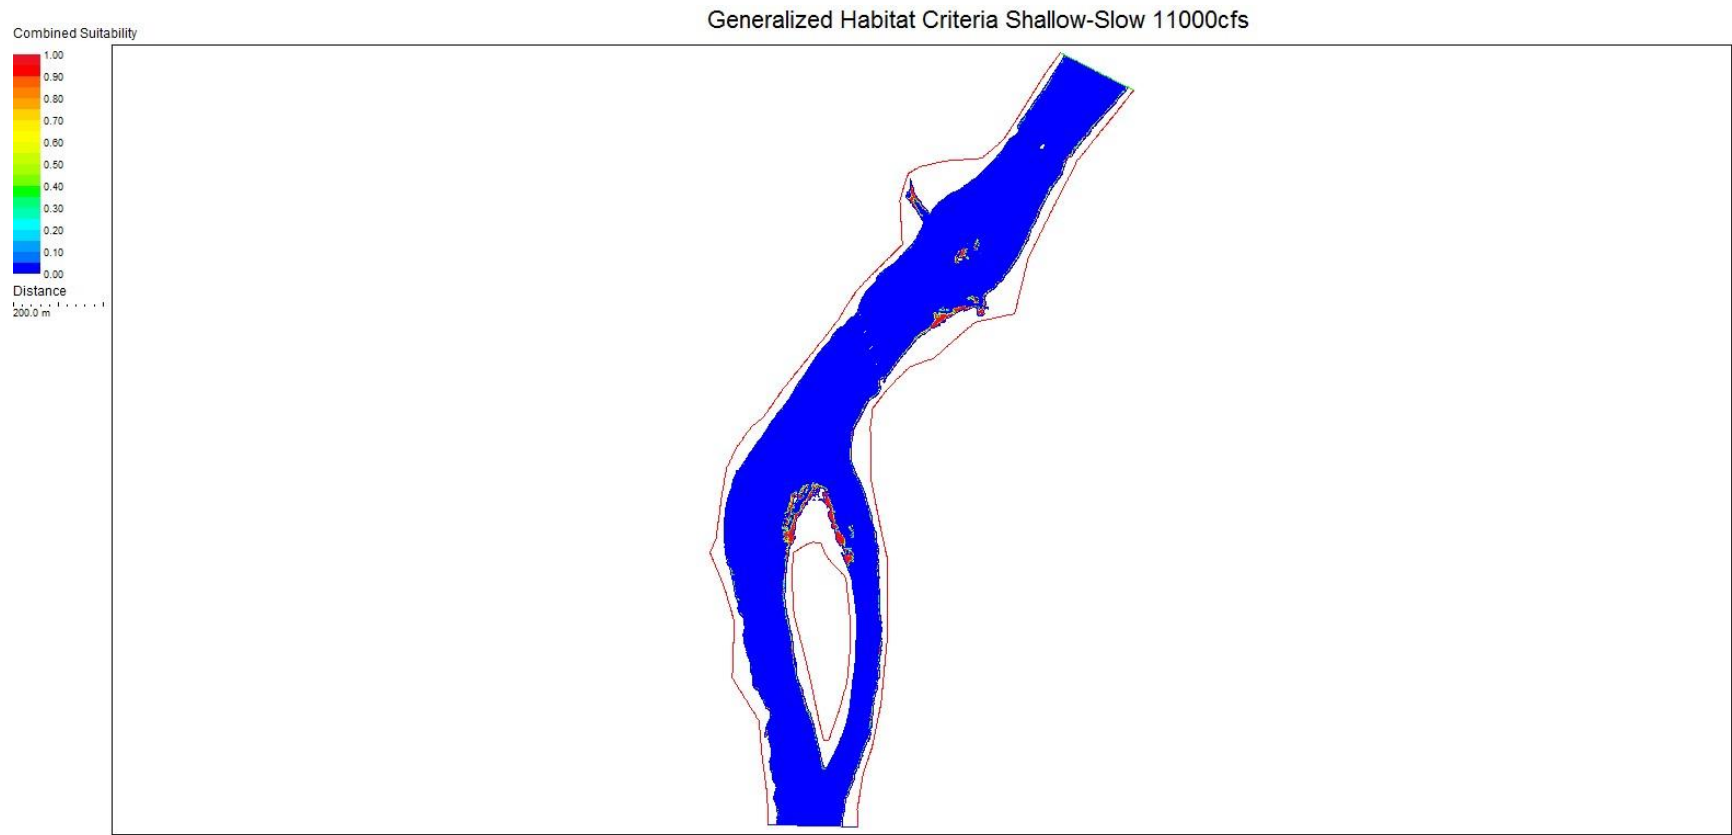 Generalized Habitat Criteria Shallow-Slow 11000cfs
Combined Suitability
1.00
0.90
0.80
0.70
0.60
0.50
0.40
0.30
0.20
0.10
0.00
Distance
200.0 m